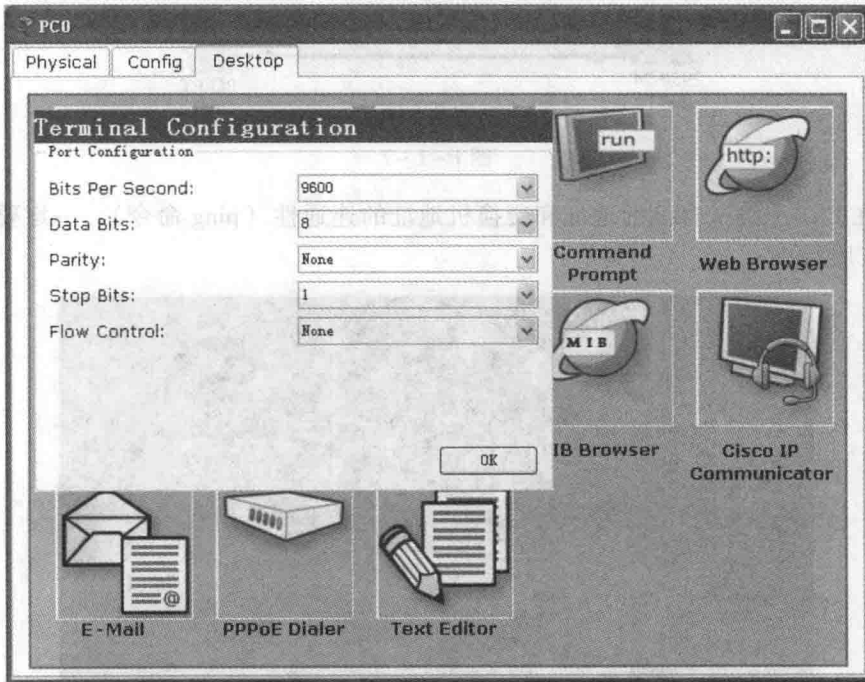 PC0
Physical Config Desktop
Terminal Configuration
Port Configuration
Bits Per Second: 9600
Data Bits: 8
Parity: None
Stop Bits: 1
Flow Control: None
OK
run
Command
Prompt
http:
Web Browser
MIB
IB Browser
Cisco IP
Communicator
@
E-Mail
PPPoE Dialer
Text Editor